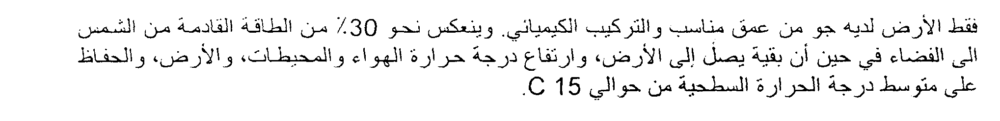 فقط الأرض لديه جو من عمق مناسب والتركيب الكيميائي. وينعكس نحو 30٪ من الطاقة القادمة من الشمس
الى الفضاء في حين أن بقية يصل إلى الأرض، وارتفاع درجة حرارة الهواء والمحيطات، والأرض، والحفاظ
على متوسط درجة الحرارة السطحية من حوالي 15 C.